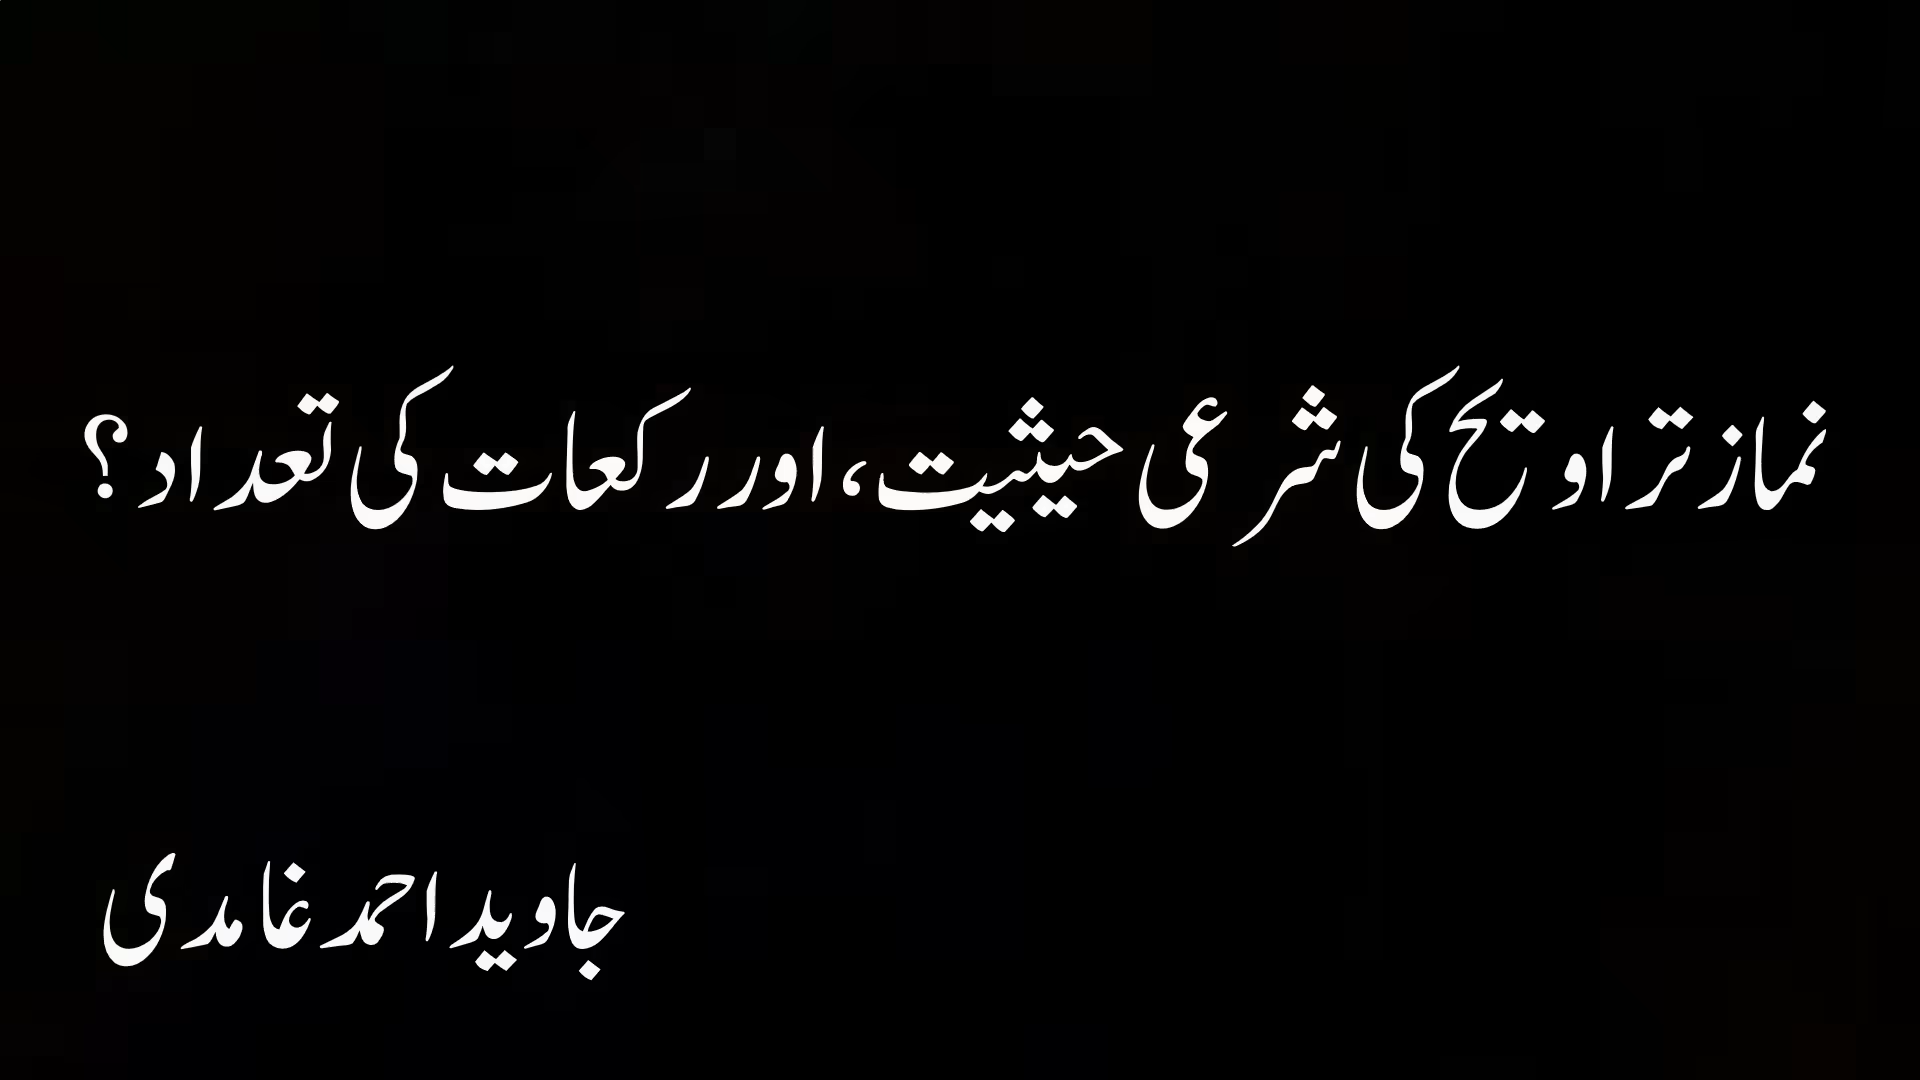 نماز تراویح کی شرعی حیثیت، اور رکعات کی تعداد؟
جاوید احمد غامدی